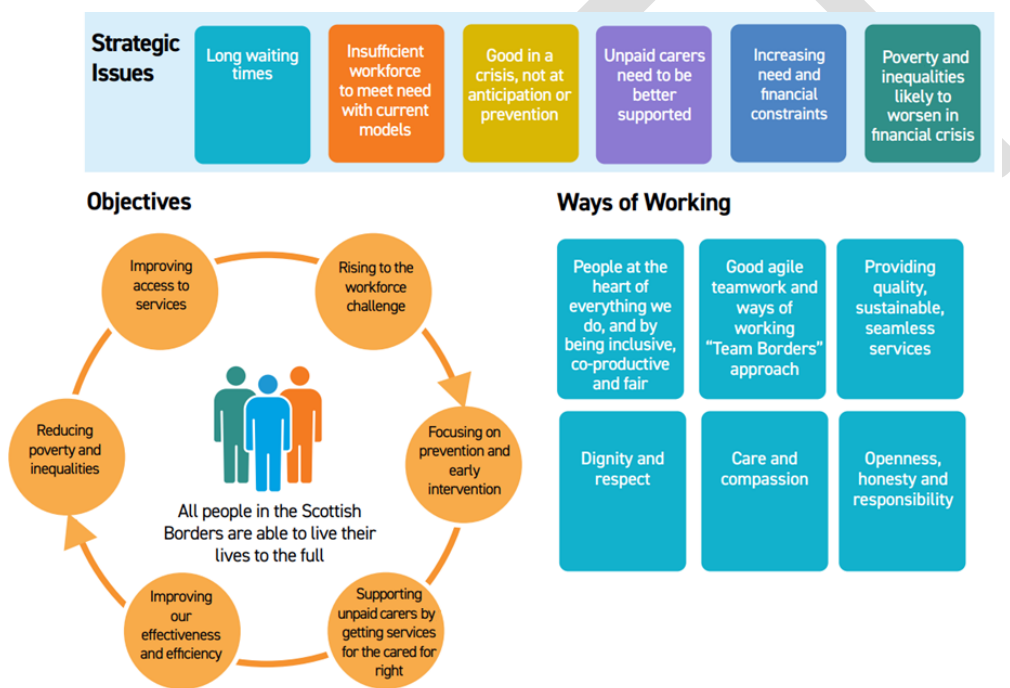 Strategic
Issues
Long waiting
times
Insufficient
workforce
to meet need
with current
models
Good in a
crisis, not at
anticipation or
prevention
Unpaid carers
need to be
better
supported
Increasing
need and
financial
constraints
Poverty and
inequalities
likely to
worsen in
financial crisis
Objectives
Improving
access to
services
Rising to the
workforce
challenge
Focusing on
prevention and
early
intervention
Supporting
unpaid carers by
getting services
for the cared for
right
Improving
our
effectiveness
and efficiency
Reducing
poverty and
inequalities
All people in the Scottish
Borders are able to live their
lives to the full
Ways of Working
People at the
heart of
everything we
do, and by
being inclusive,
co-productive
and fair
Good agile
teamwork and
ways of
working
“Team Borders”
approach
Providing
quality,
sustainable,
seamless
services
Dignity and
respect
Care and
compassion
Openness,
honesty and
responsibility